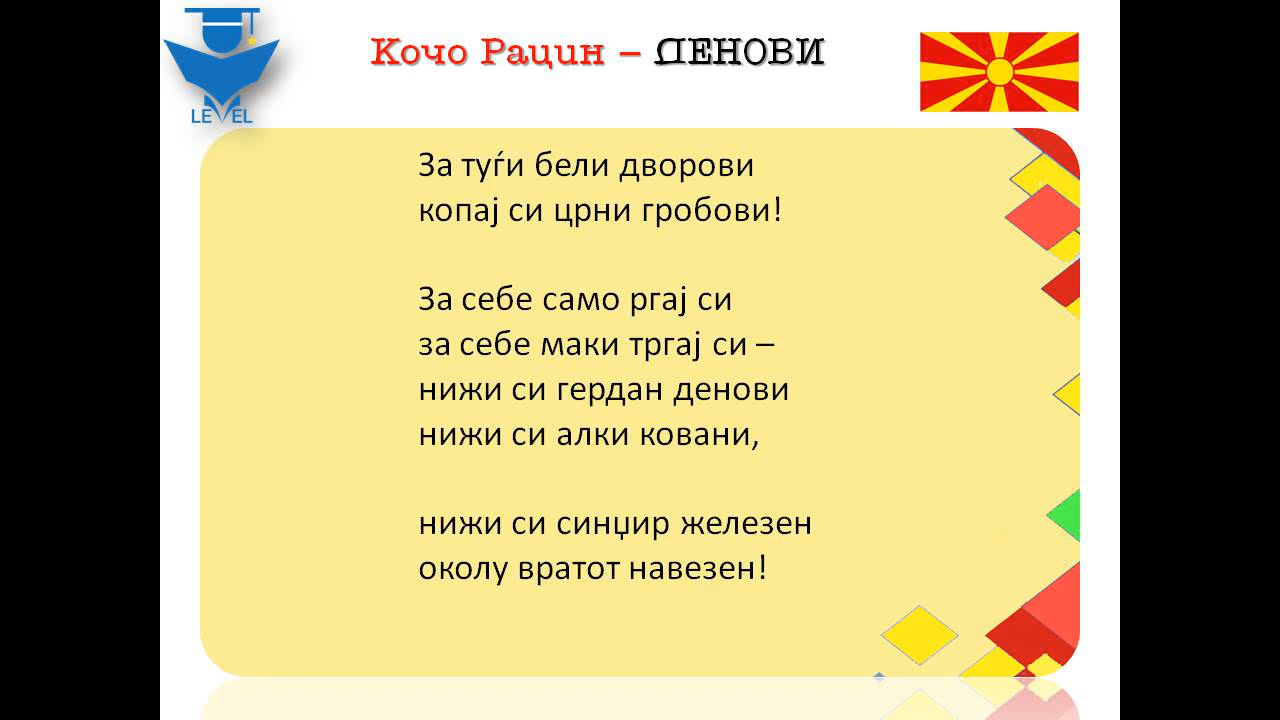 LEVEL
Кочо Рацин – ДЕНОВИ
За туѓи бели дворови
копај си црни гробови!
За себе само ргај си
за себе маки тргај си –
нижи си гердан денови
нижи си алки ковани,
нижи си синџир железен
околу вратот навезен!